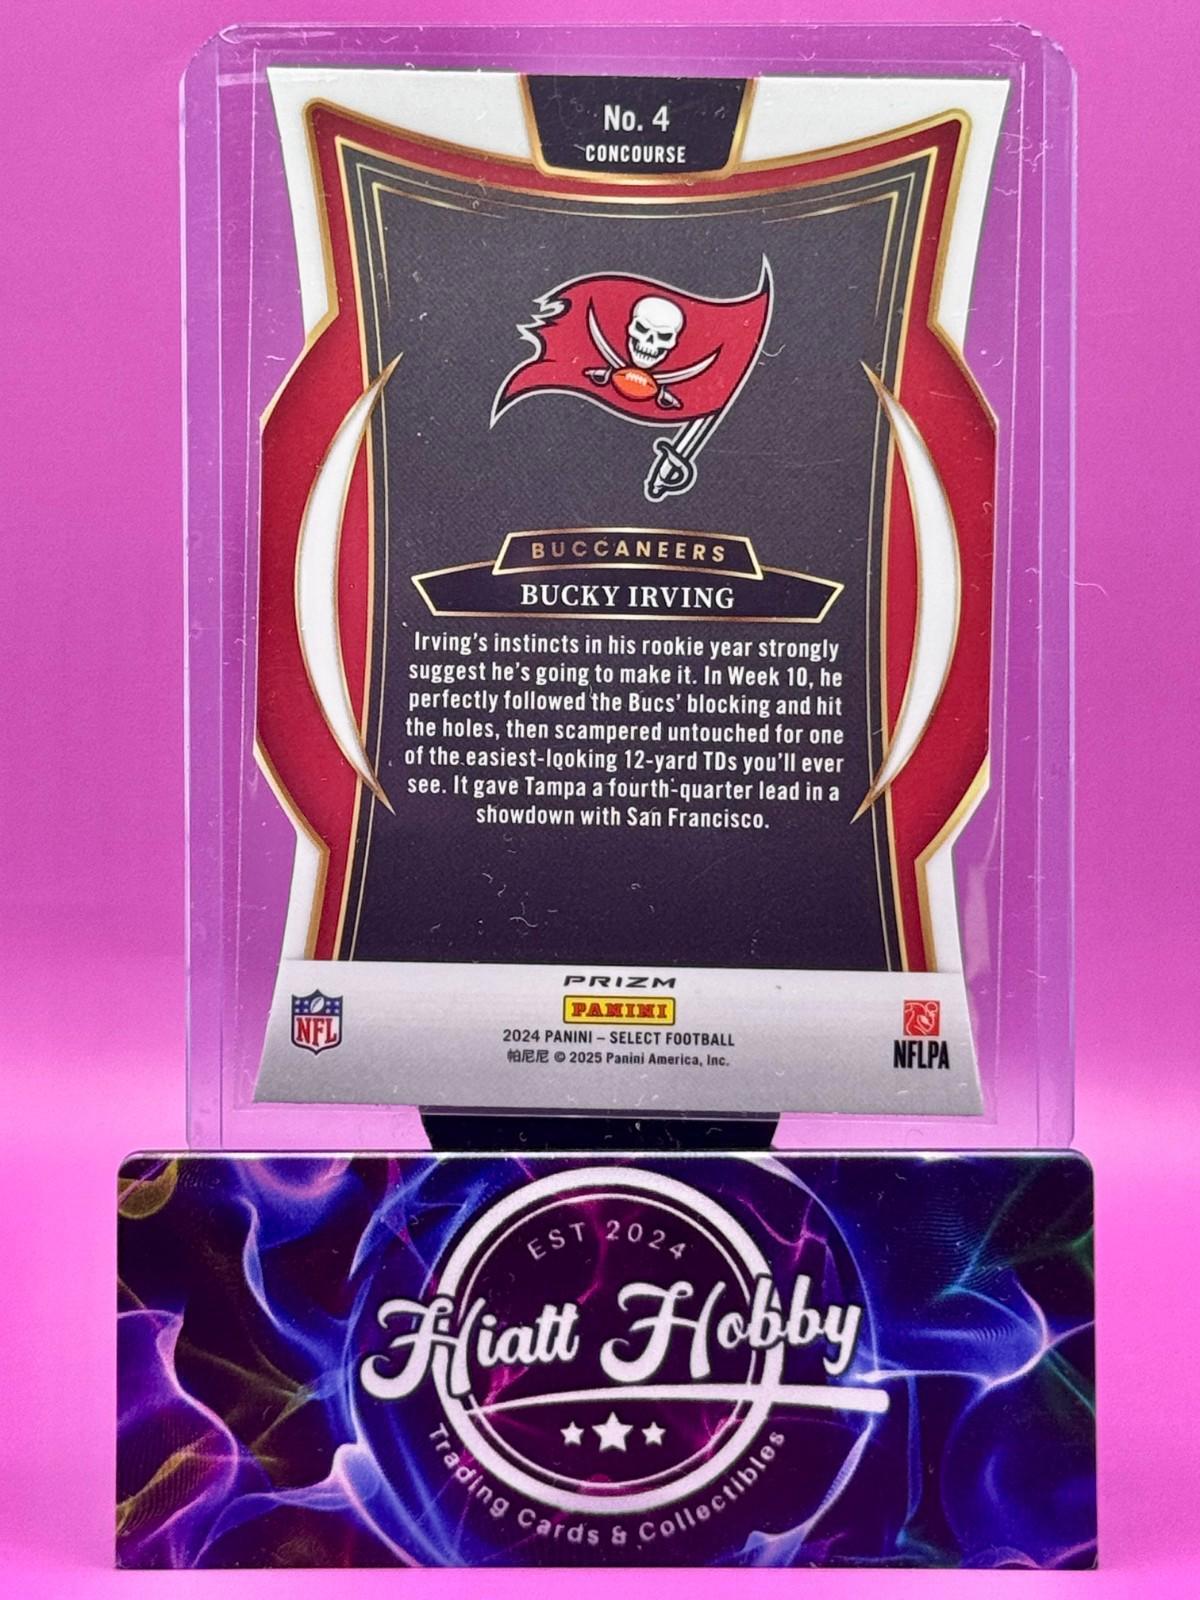 No. 4
CONCOURSE
BUCCANEERS
BUCKY IRVING
Irving's instincts in his rookie year strongly
suggest he's going to make it. In Week 10, he
perfectly followed the Bucs' blocking and hit
the holes, then scampered untouched for one
of the easiest-looking 12-yard TDs you'll ever
see. It gave Tampa a fourth-quarter lead in a
showdown with San Francisco.
PRIZM
PANINI
NFL
2024 PANINI – SELECT FOOTBALL
帕尼尼 © 2025 Panini America, Inc.
NFLPA
EST 2024
Hiatt Hobby
Trading Cards & Collectibles